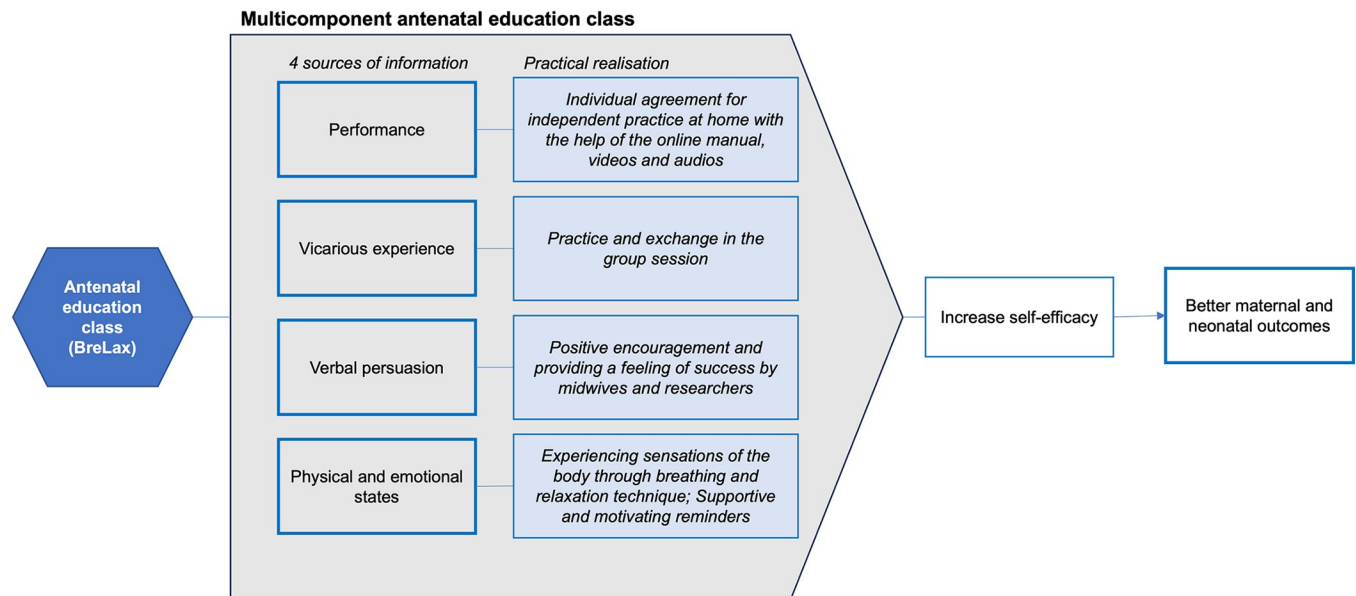 Multicomponent antenatal education class
4 sources of information
Practical realisation
Performance
Individual agreement for
independent practice at home with
the help of the online manual,
videos and audios
Vicarious experience
Practice and exchange in the
group session
Antenatal
education
class
(BreLax)
Increase self-efficacy
Better maternal and
neonatal outcomes
Verbal persuasion
Positive encouragement and
providing a feeling of success by
midwives and researchers
Physical and emotional
states
Experiencing sensations of the
body through breathing and
relaxation technique; Supportive
and motivating reminders